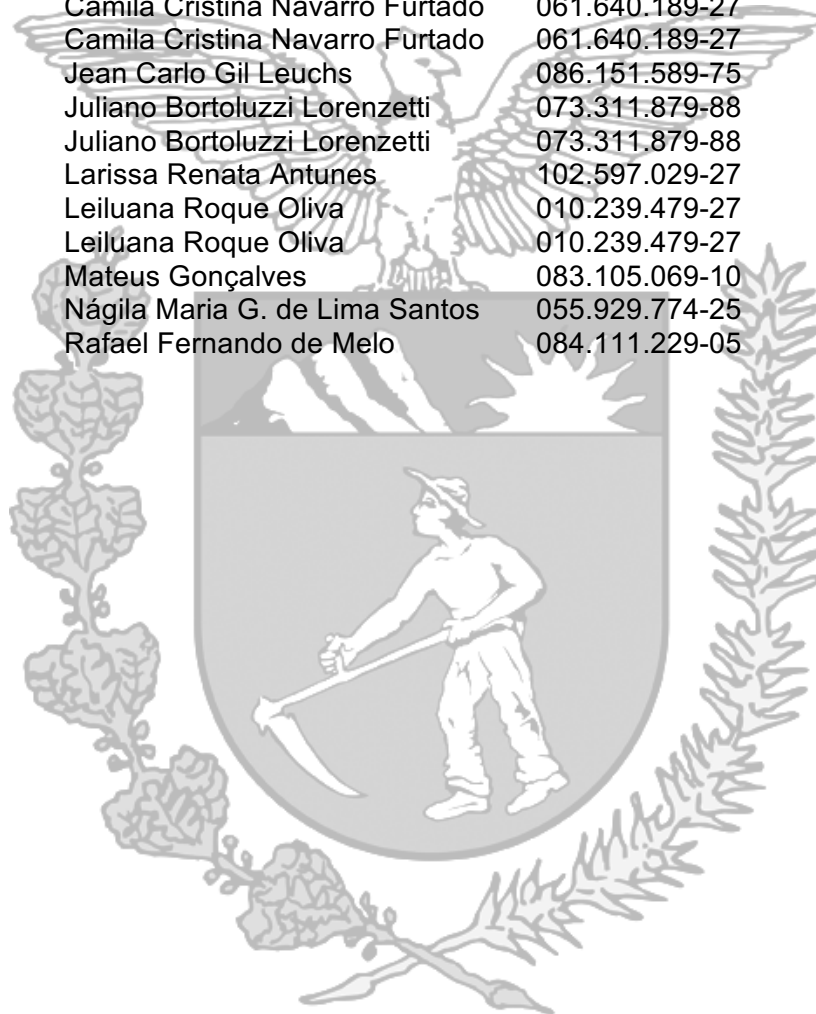 Camila Cristina Navarro Furtado 061.640.189-27
Camila Cristina Navarro Furtado 061.640.189-27
Jean Carlo Gil Leuchs 086.151.589-75
Juliano Bortoluzzi Lorenzetti 073.311.879-88
Juliano Bortoluzzi Lorenzetti 073.311.879-88
Larissa Renata Antunes 102.597.029-27
Leiluana Roque Oliva 010.239.479-27
Leiluana Roque Oliva 010.239.479-27
Mateus Gonçalves 083.105.069-10
Nágila Maria G. de Lima Santos 055.929.774-25
Rafael Fernando de Melo 084.111.229-05